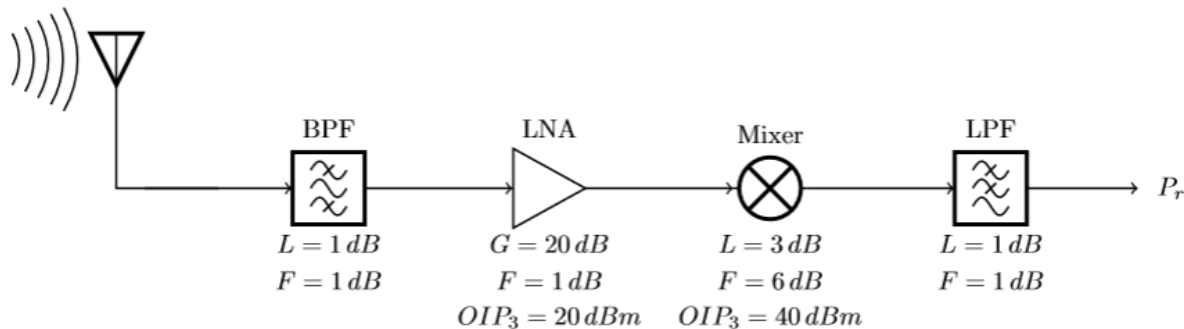 BPF
LNA
Mixer
LPF
P_r
L = 1 dB
G = 20 dB
L = 3 dB
L = 1 dB
F = 1 dB
F = 1 dB
F = 6 dB
F = 1 dB
OIP_3 = 20 dBm
OIP_3 = 40 dBm